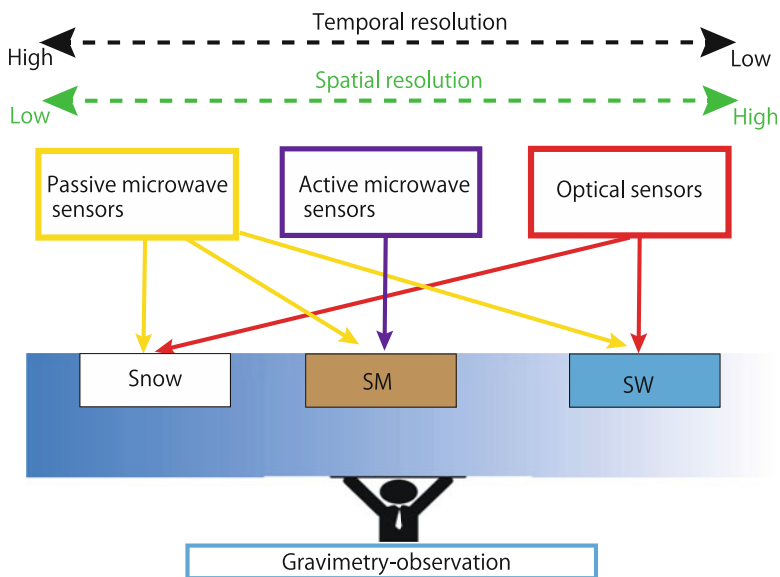 Temporal resolution
High
Low
Spatial resolution
Low
High
Passive microwave
sensors
Active microwave
sensors
Optical sensors
Snow
SM
SW
Gravimetry-observation